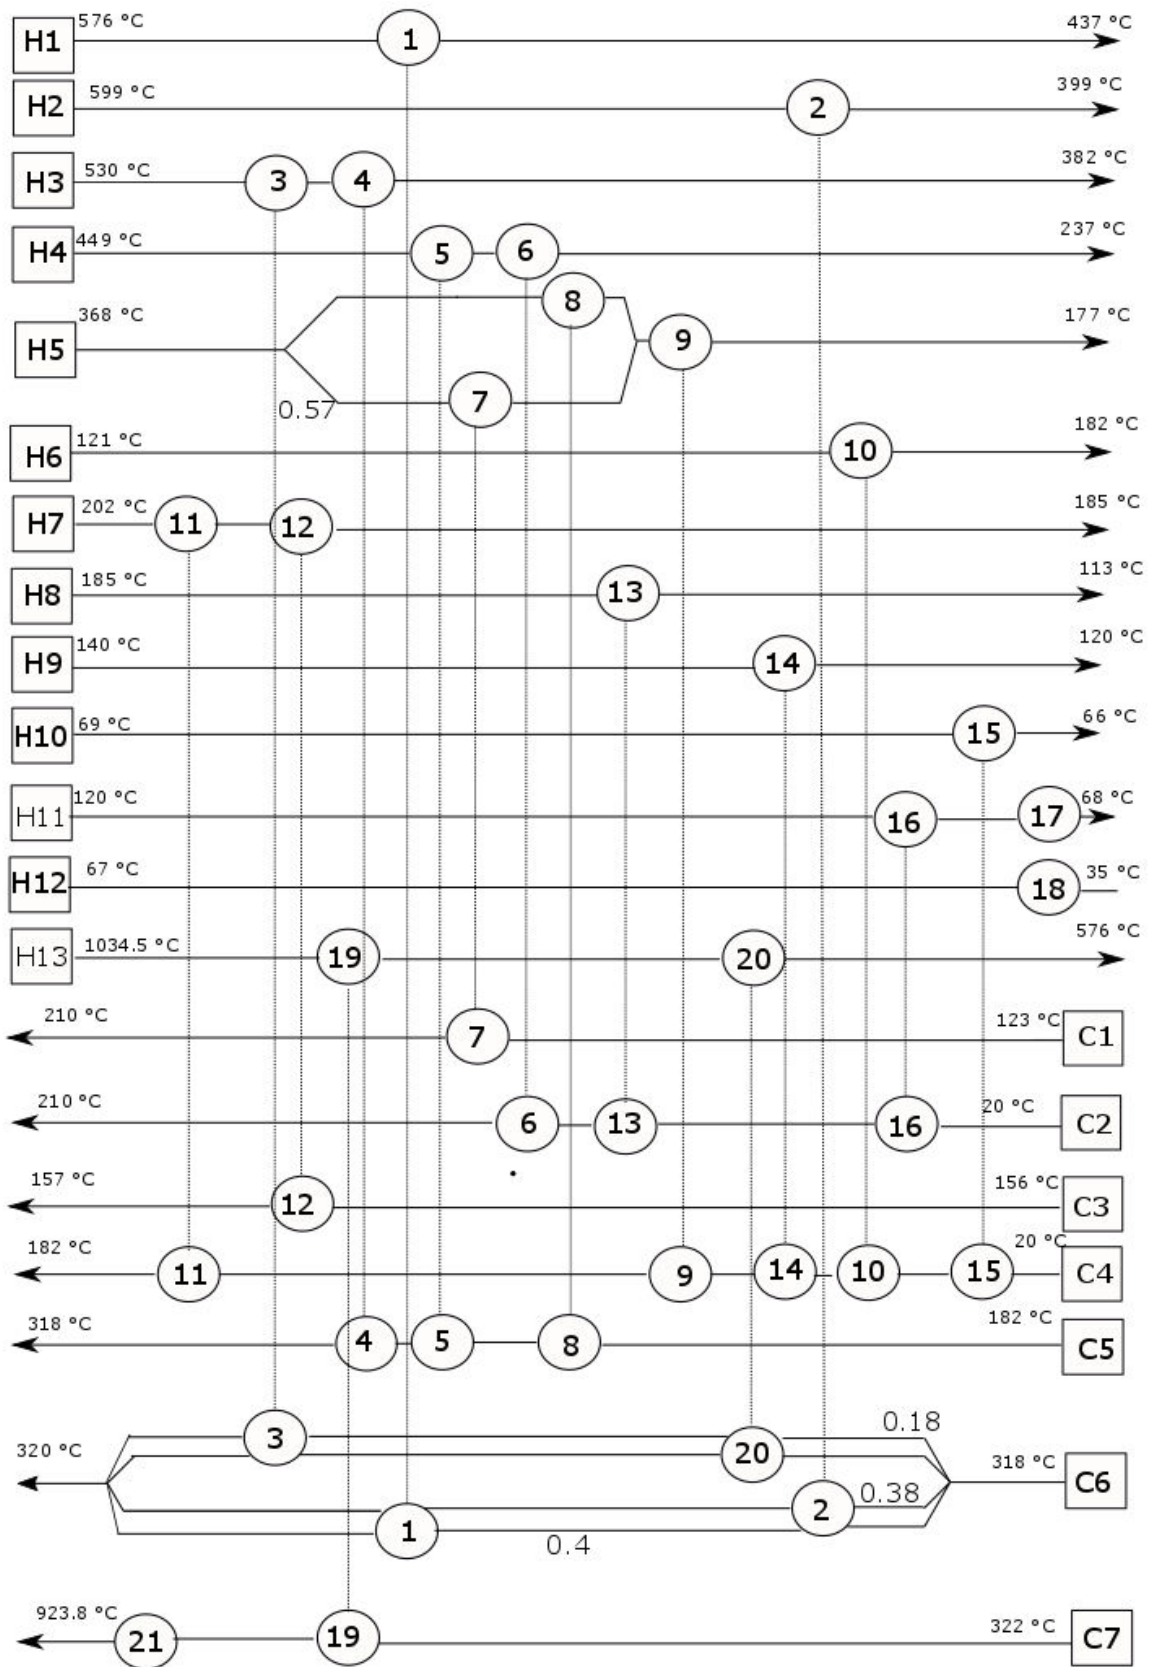 576 °C
H1
1
437 °C
599 °C
H2
2
399 °C
530 °C
H3
3
4
382 °C
449 °C
H4
5
6
237 °C
368 °C
H5
8
9
177 °C
0.57
7
121 °C
H6
10
182 °C
202 °C
H7
11
12
185 °C
185 °C
H8
13
113 °C
140 °C
H9
14
120 °C
69 °C
H10
15
66 °C
120 °C
H11
16
17
68 °C
67 °C
H12
18
35 °C
1034.5 °C
H13
19
20
576 °C
210 °C
7
123 °C
C1
210 °C
6
13
16
20 °C
C2
157 °C
12
156 °C
C3
182 °C
11
9
14
10
15
20 °C
C4
318 °C
4
5
8
182 °C
C5
320 °C
3
20
0.18
318 °C
C6
1
0.4
2
0.38
923.8 °C
21
19
322 °C
C7